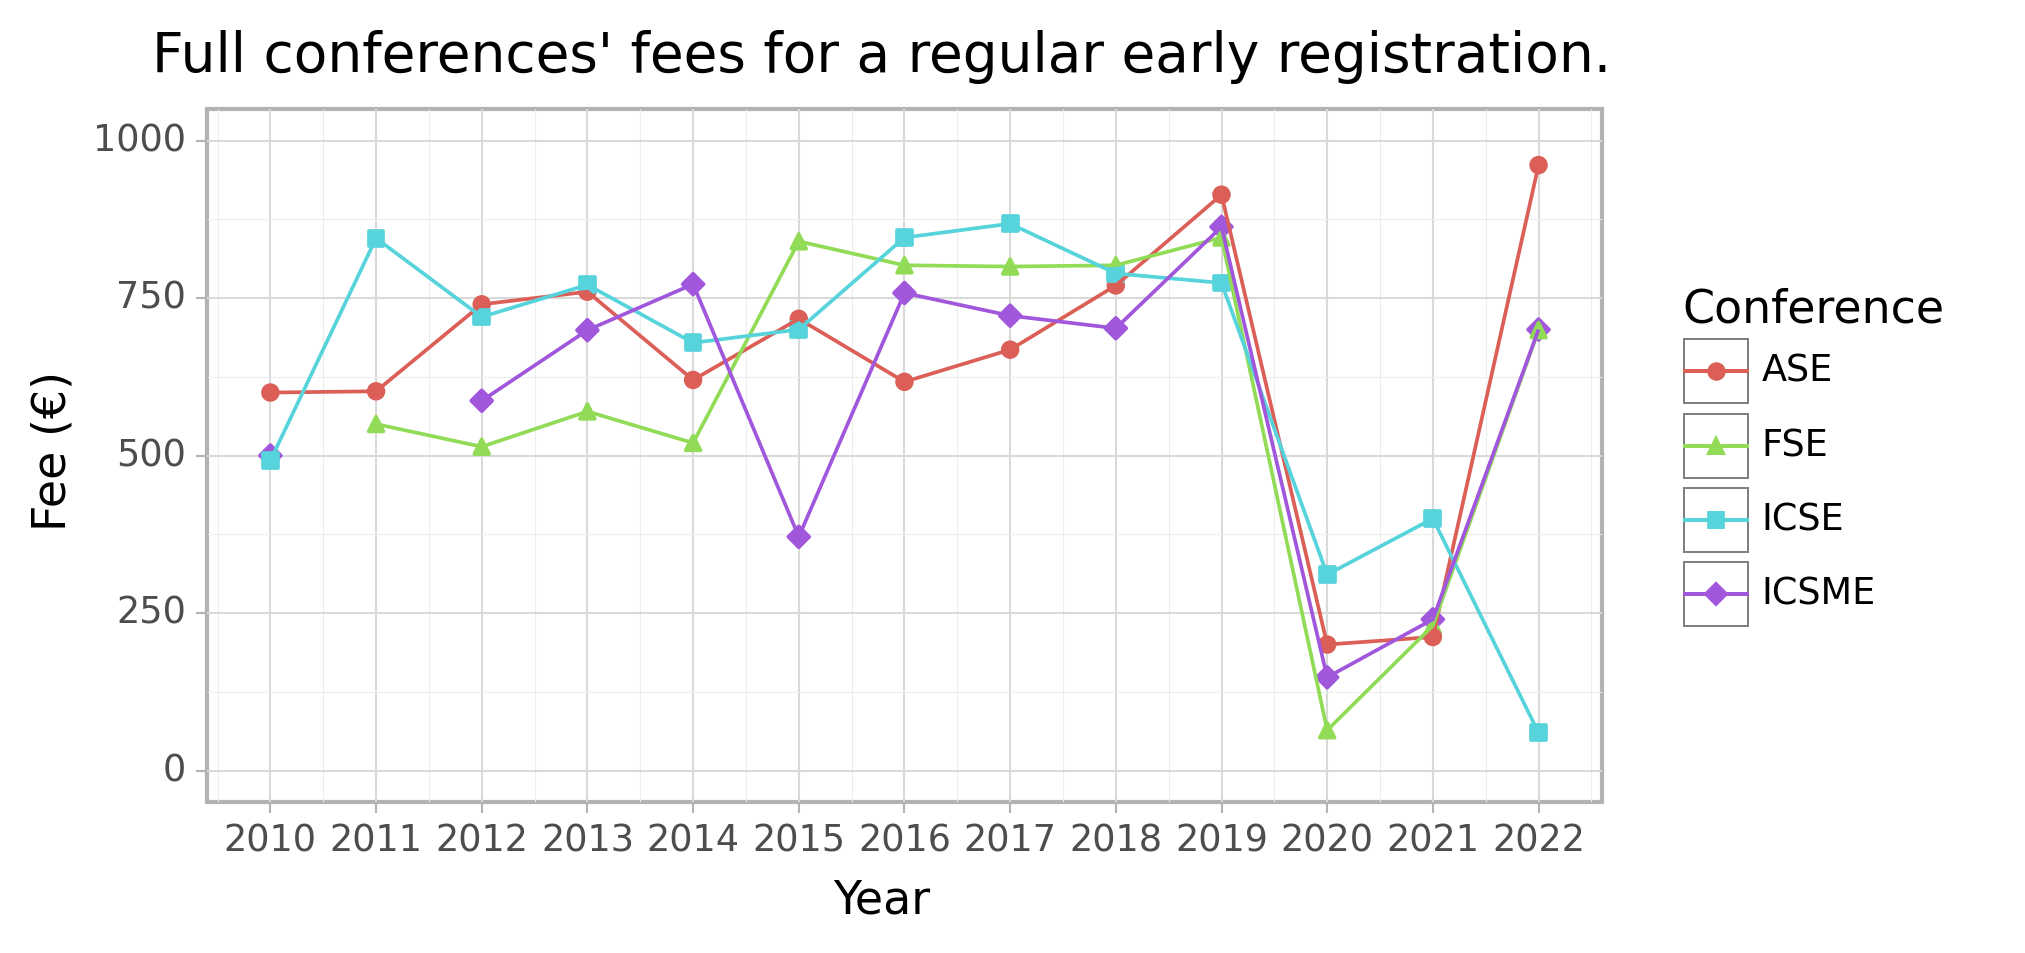 Full conferences' fees for a regular early registration.
1000
750
500
250
0
Fee (€)
2010 2011 2012 2013 2014 2015 2016 2017 2018 2019 2020 2021 2022
Year
Conference
ASE
FSE
ICSE
ICSME